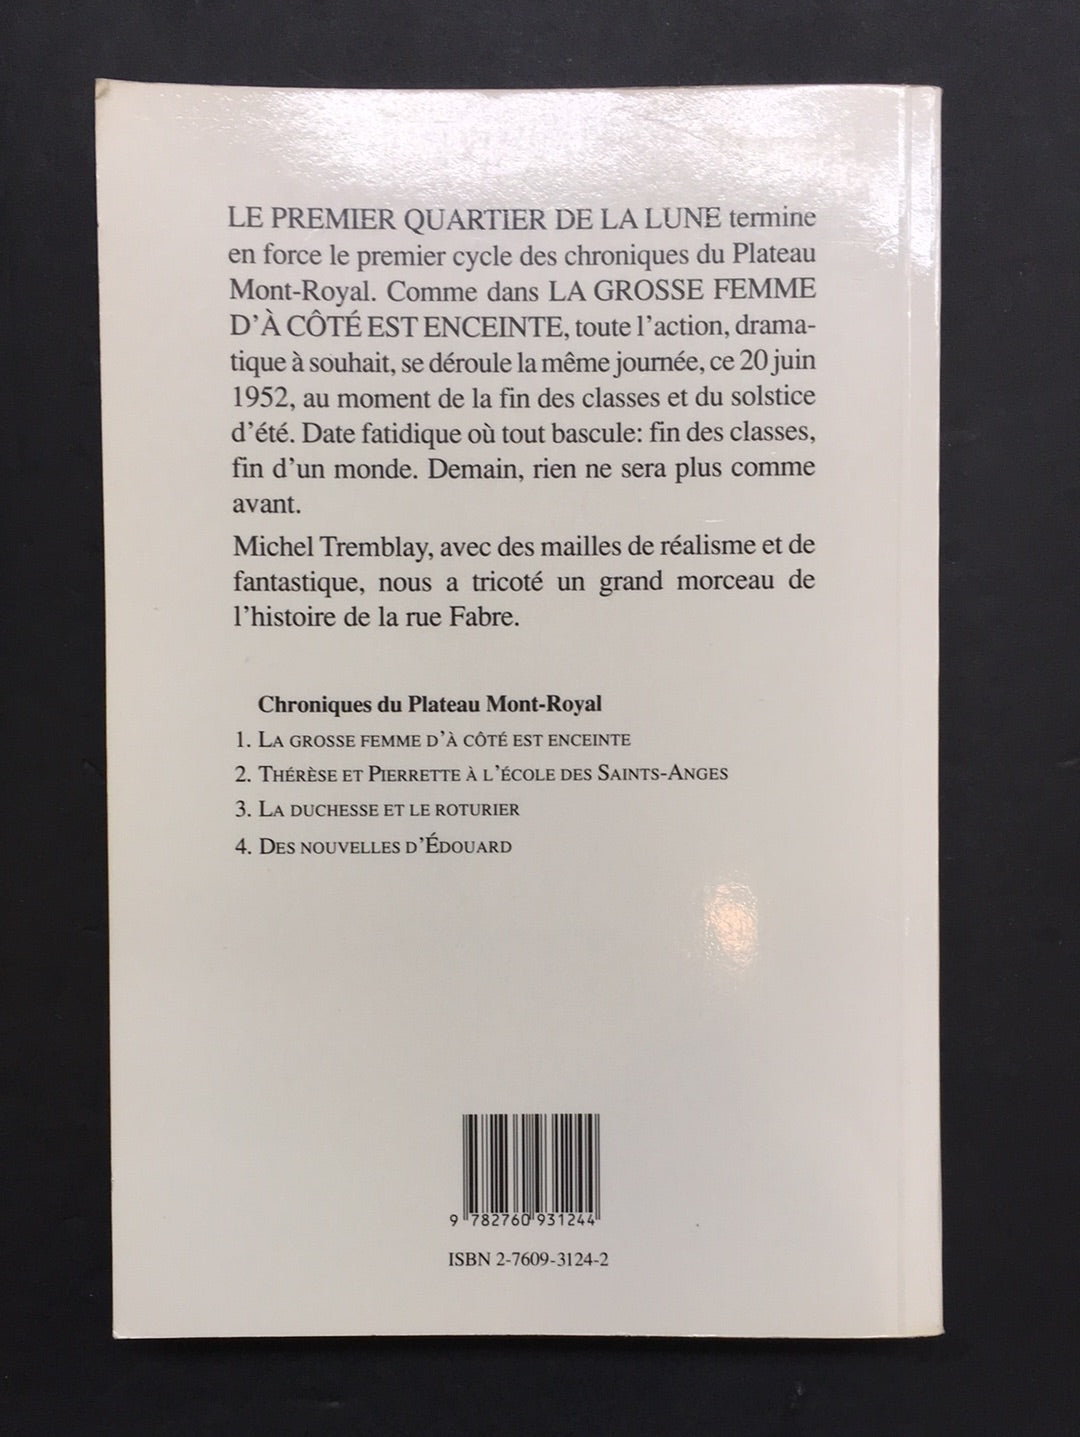 LE PREMIER QUARTIER DE LA LUNE termine
en force le premier cycle des chroniques du Plateau
Mont-Royal. Comme dans LA GROSSE FEMME
D'À CÔTÉ EST ENCEINTE, toute l'action, drama-
tique à souhait, se déroule la même journée, ce 20 juin
1952, au moment de la fin des classes et du solstice
d'été. Date fatidique où tout bascule: fin des classes,
fin d'un monde. Demain, rien ne sera plus comme
avant.
Michel Tremblay, avec des mailles de réalisme et de
fantastique, nous a tricoté un grand morceau de
l'histoire de la rue Fabre.
Chroniques du Plateau Mont-Royal
1. LA GROSSE FEMME D'À CÔTÉ EST ENCEINTE
2. THÉRÈSE ET PIERRETTE À L'ÉCOLE DES SAINTS-ANGES
3. LA DUCHESSE ET LE ROTURIER
4. DES NOUVELLES D'ÉDOUARD
9 782760 931244
ISBN 2-7609-3124-2